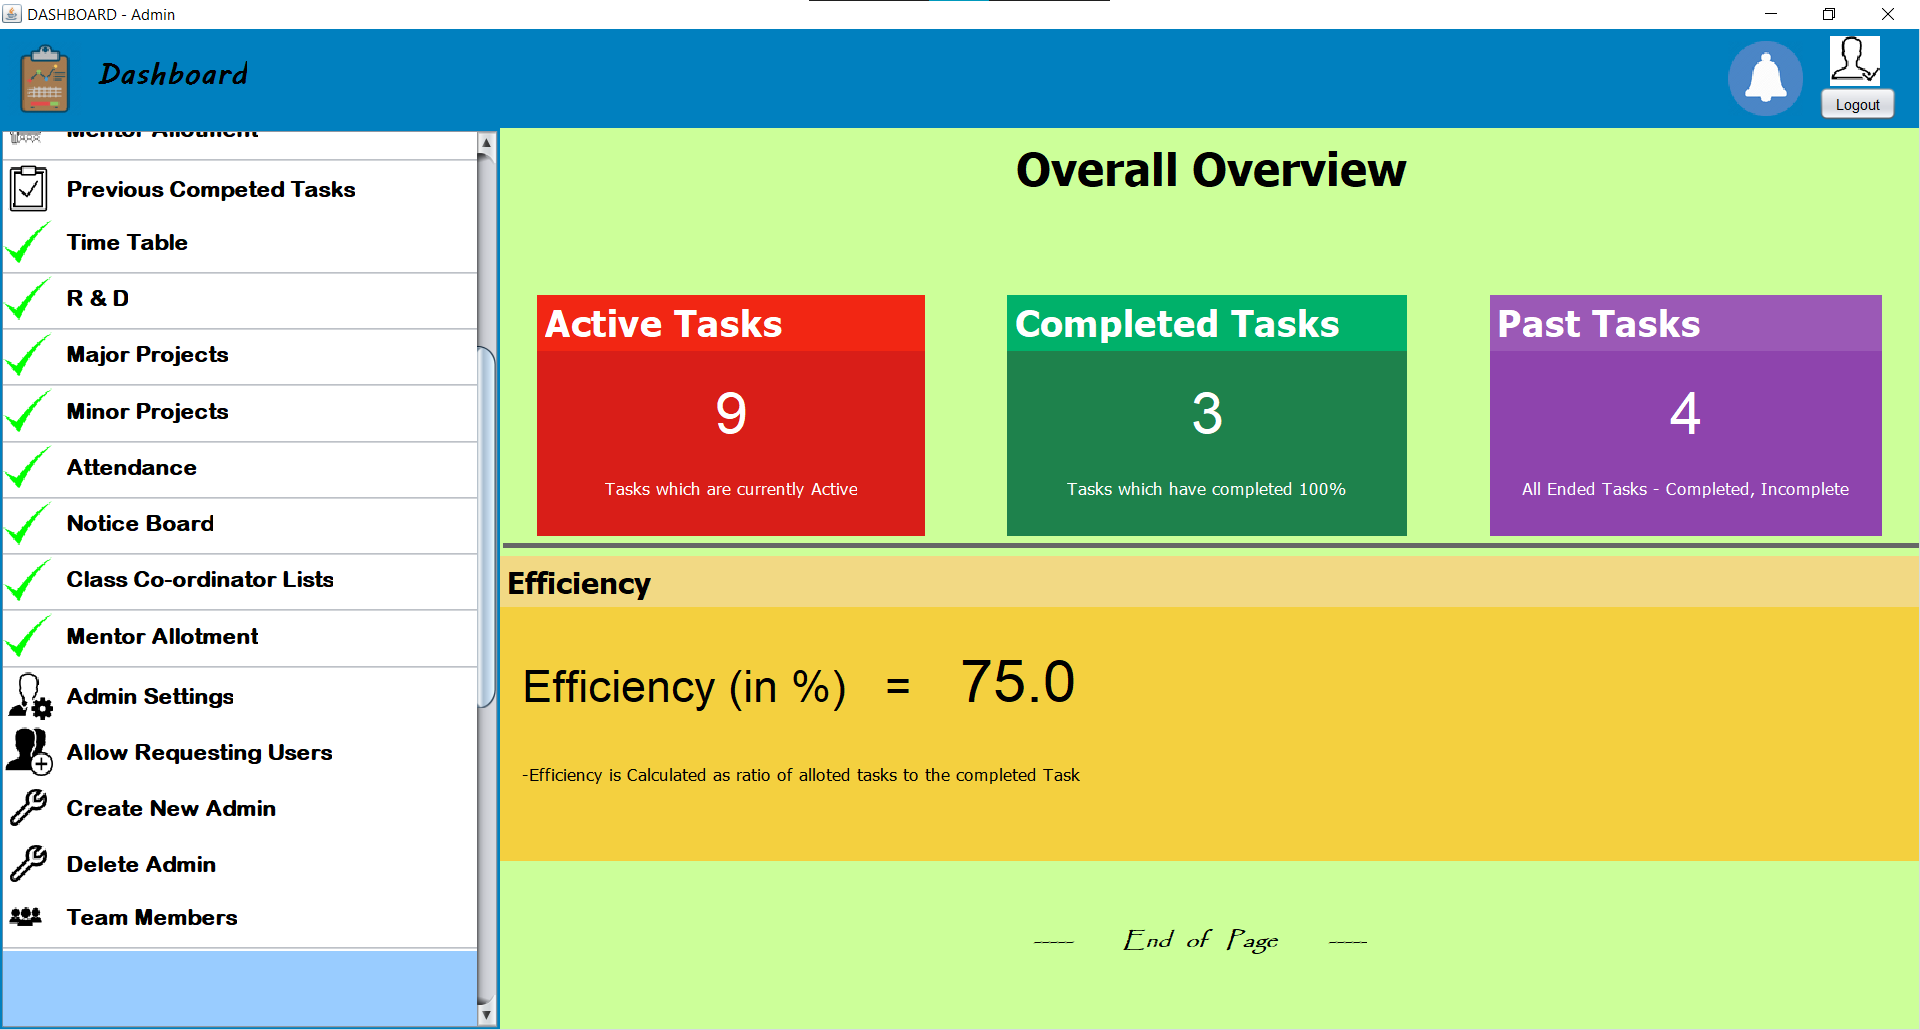 DASHBOARD - Admin
Dashboard
Logout
Mentor Allotment
Previous Competed Tasks
Time Table
R & D
Major Projects
Minor Projects
Attendance
Notice Board
Class Co-ordinator Lists
Mentor Allotment
Admin Settings
Allow Requesting Users
Create New Admin
Delete Admin
Team Members
Overall Overview
Active Tasks
9
Tasks which are currently Active
Completed Tasks
3
Tasks which have completed 100%
Past Tasks
4
All Ended Tasks - Completed, Incomplete
Efficiency
Efficiency (in %) = 75.0
-Efficiency is Calculated as ratio of alloted tasks to the completed Task
----- End of Page -----